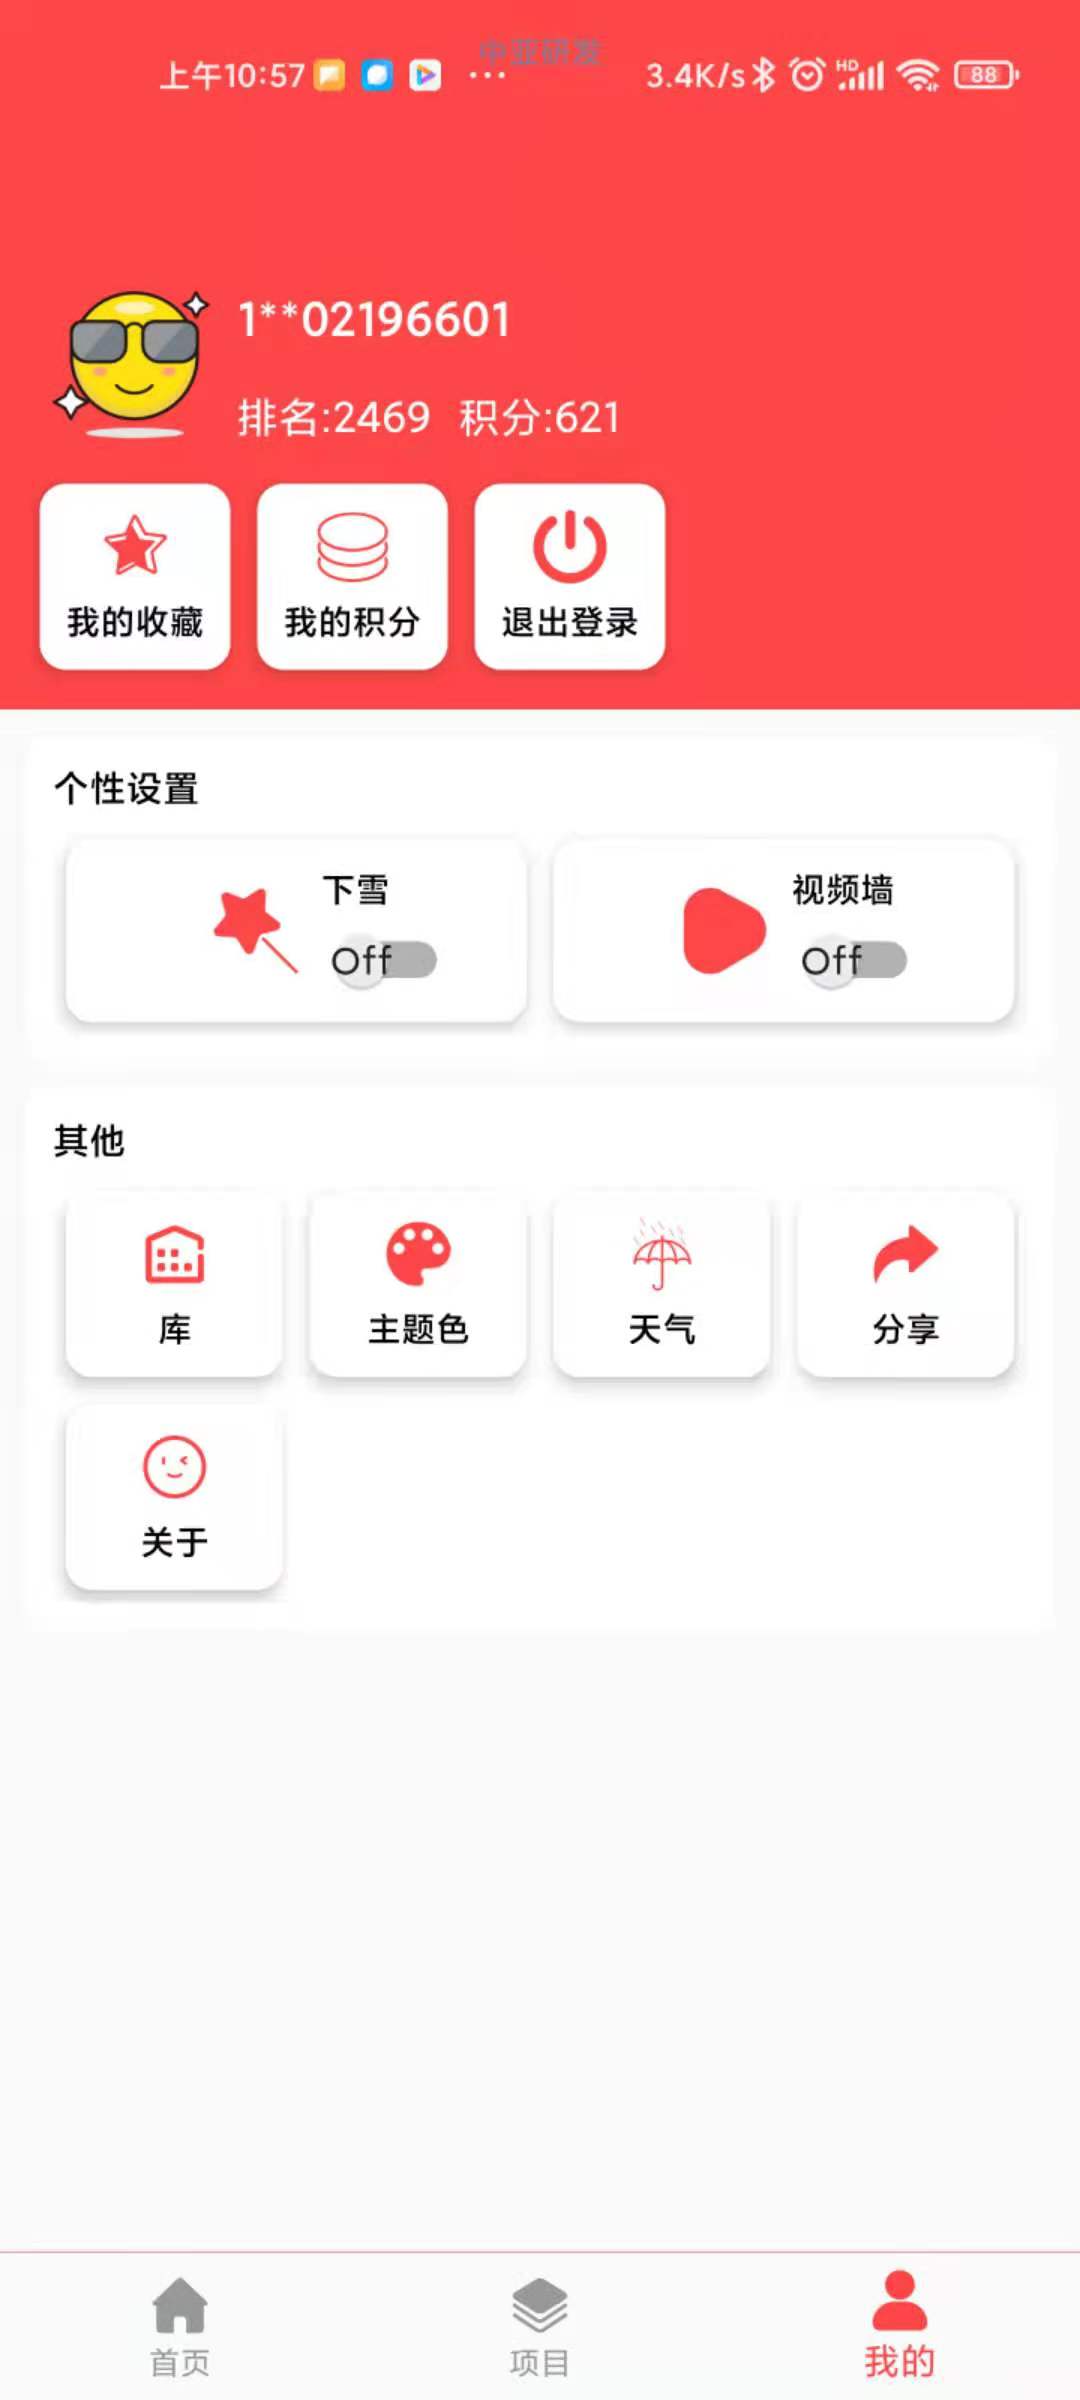 中亚研发
上午10:57 ... 3.4K/s HD 88
1**02196601
排名:2469 积分:621
我的收藏 我的积分 退出登录
个性设置
下雪 视频墙
Off Off
其他
库 主题色 天气 分享
关于
首页 项目 我的